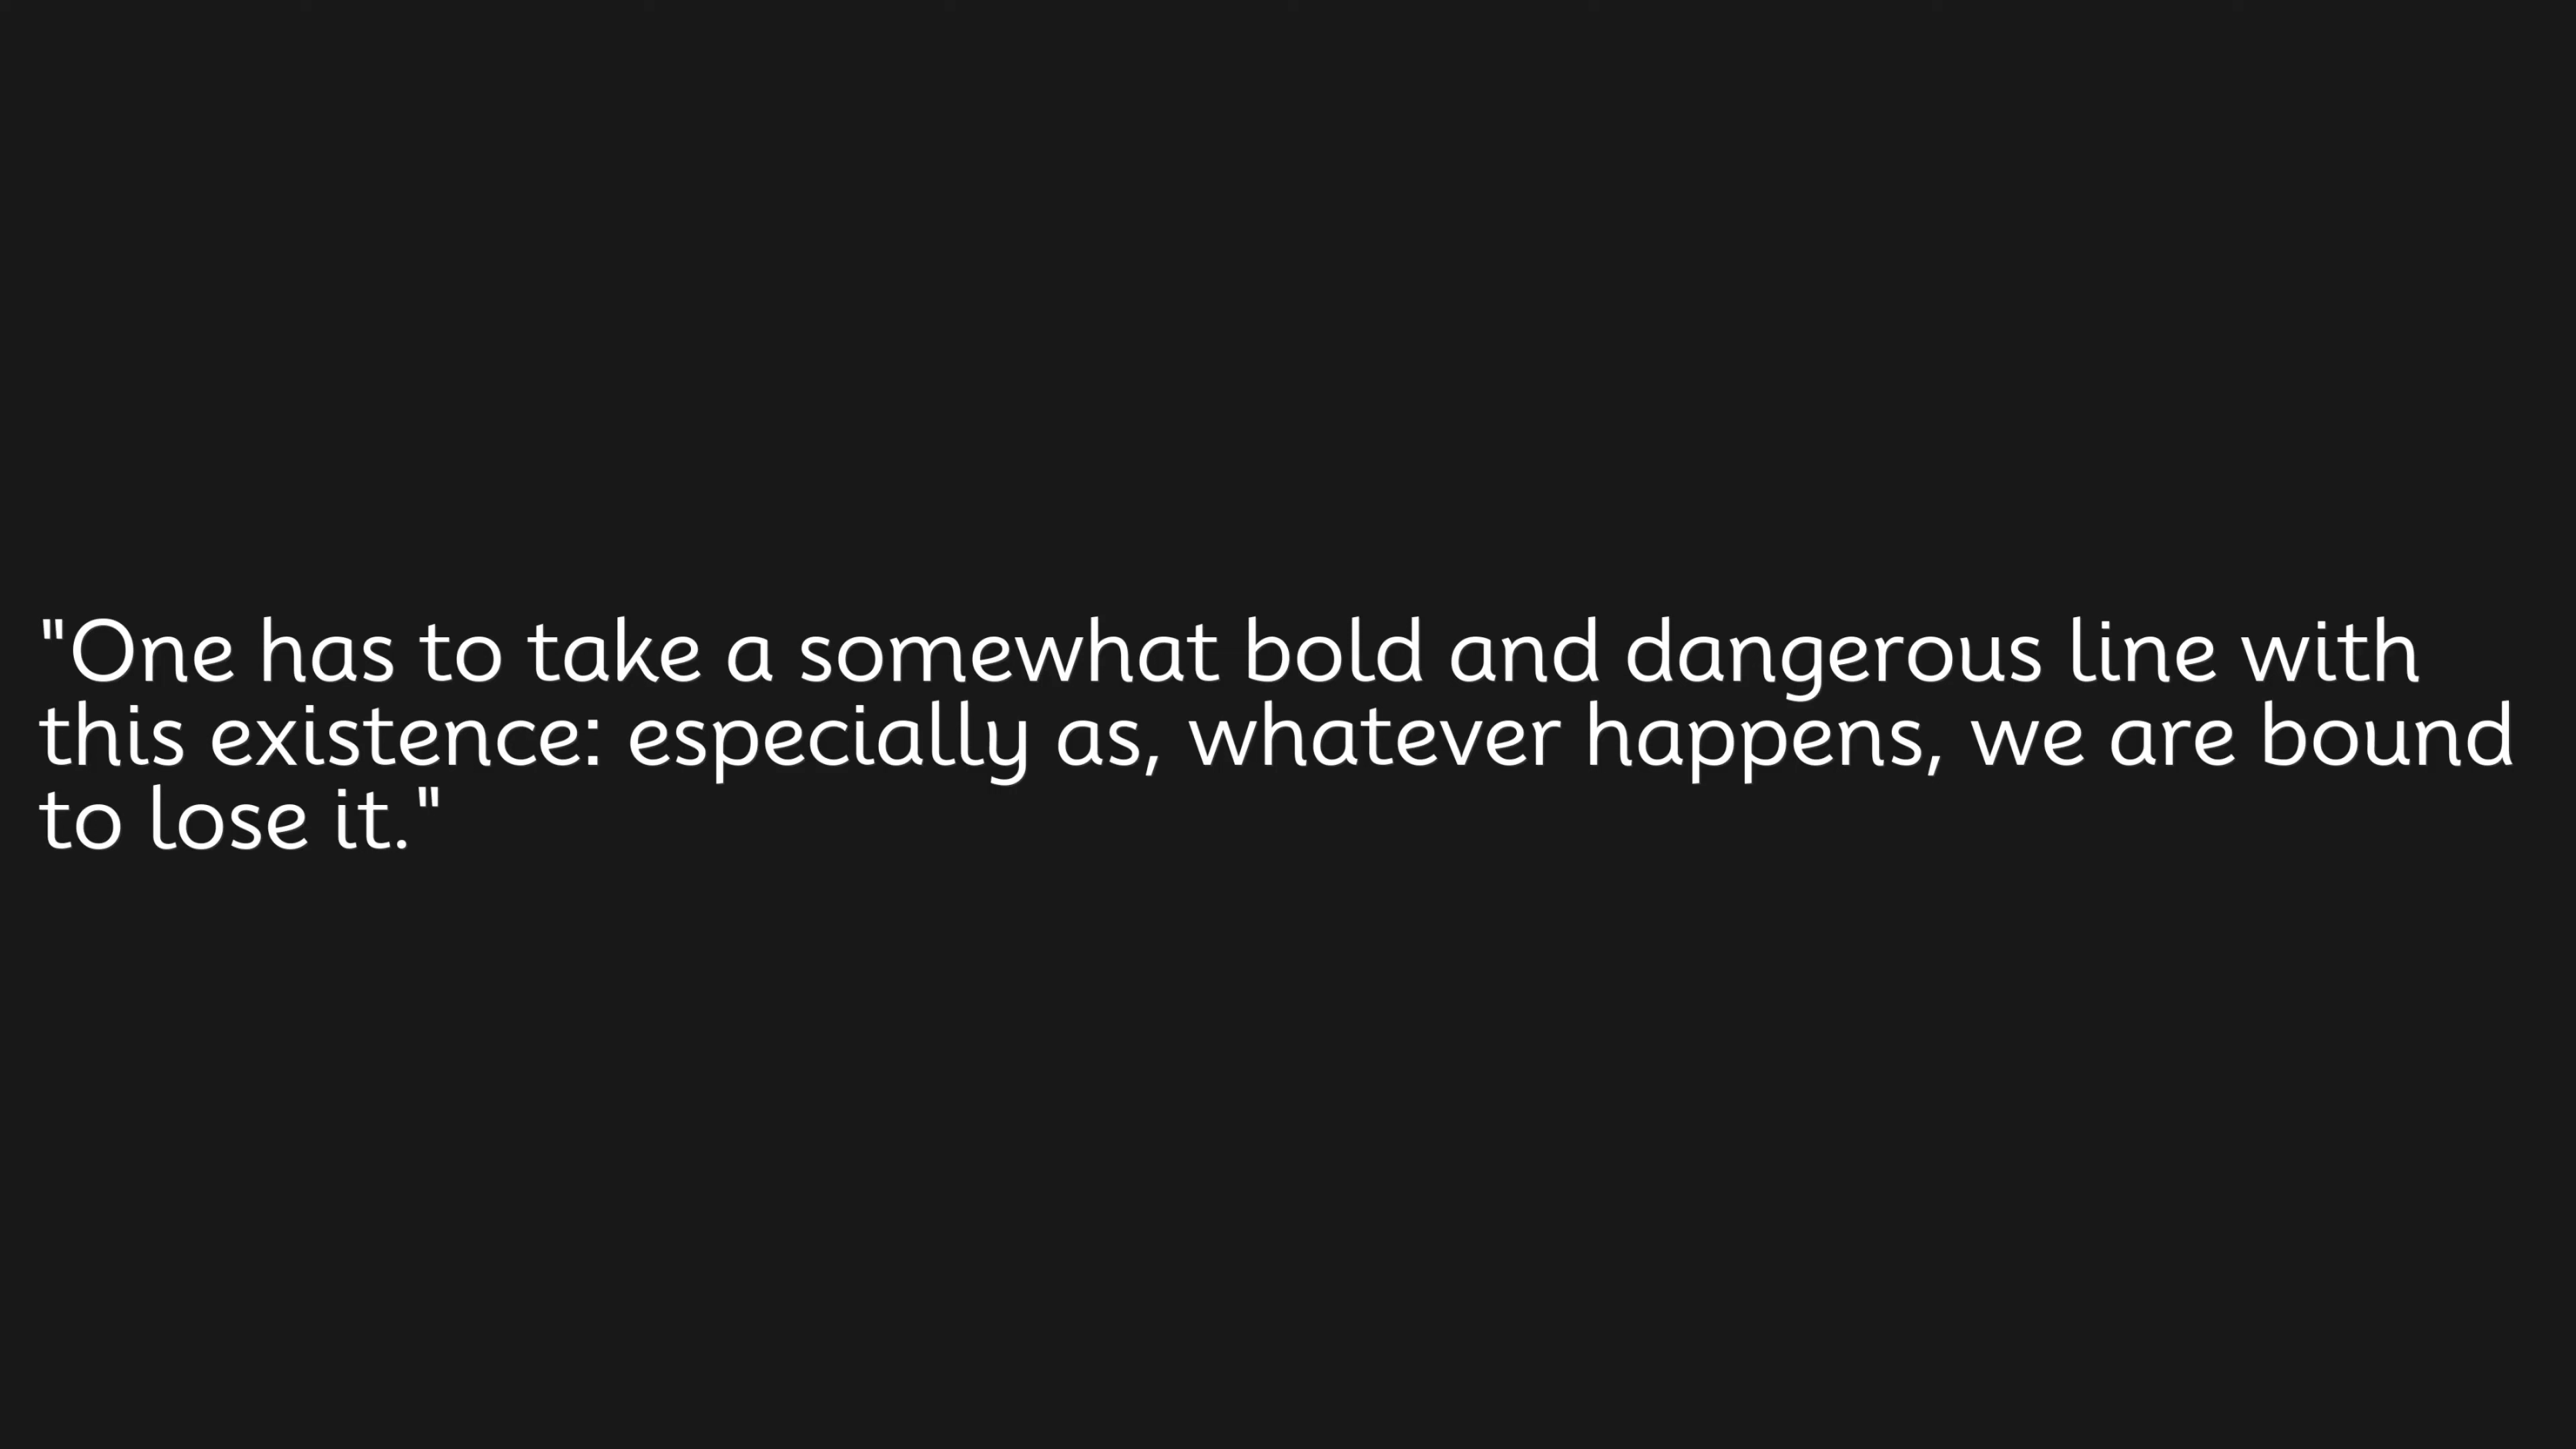 "One has to take a somewhat bold and dangerous line with
this existence: especially as, whatever happens, we are bound
to lose it."